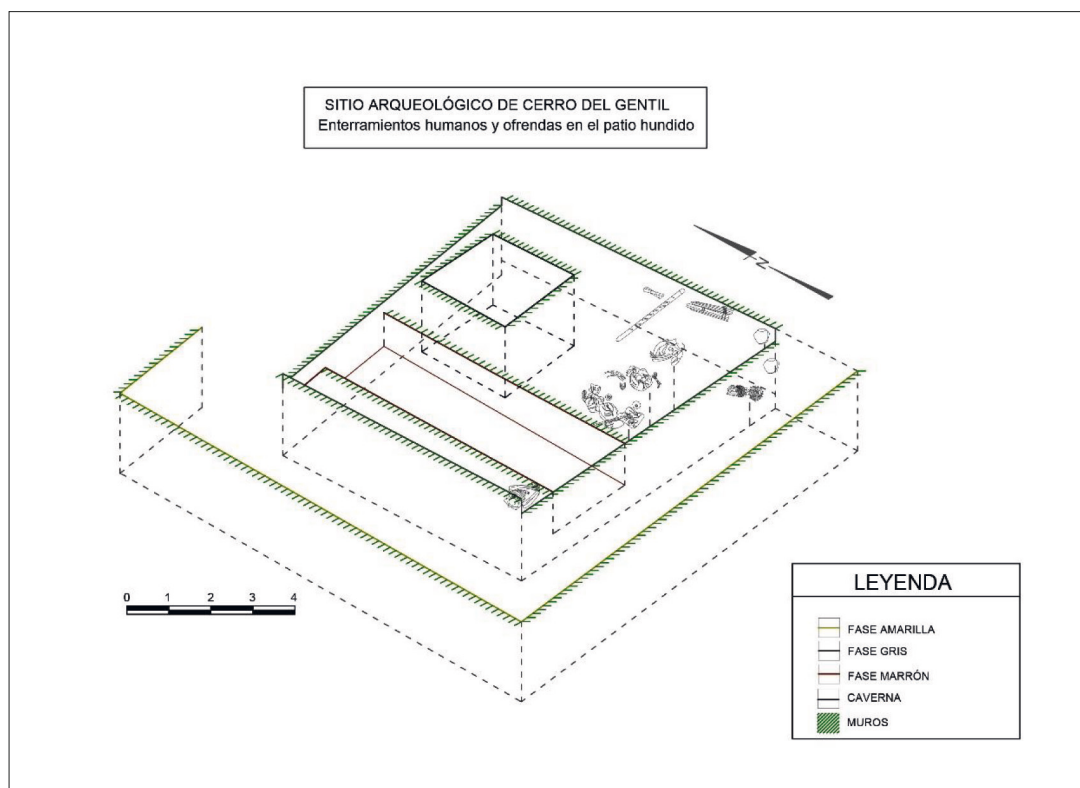 SITIO ARQUEOLÓGICO DE CERRO DEL GENTIL
Enterramientos humanos y ofrendas en el patio hundido
N
0 1 2 3 4
LEYENDA
FASE AMARILLA
FASE GRIS
FASE MARRÓN
CAVERNA
MUROS